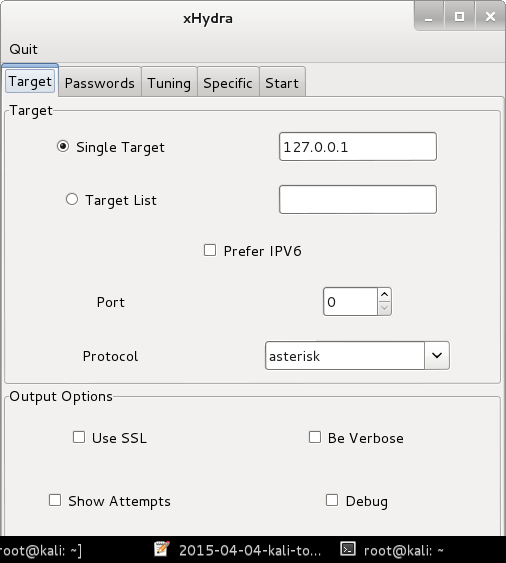 xHydra
Quit
Target Passwords Tuning Specific Start
Target
Single Target 127.0.0.1
Target List
Prefer IPV6
Port 0
Protocol asterisk
Output Options
Use SSL Be Verbose
Show Attempts Debug
root@kali: ~] 2015-04-04-kali-to... root@kali: ~